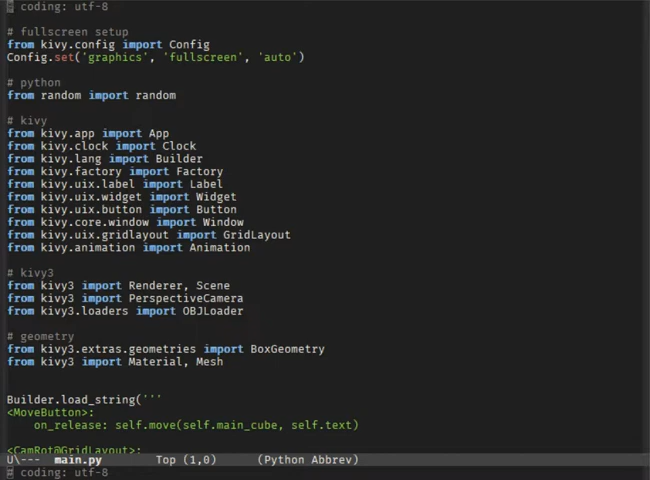 # coding: utf-8
# fullscreen setup
from kivy.config import Config
Config.set('graphics', 'fullscreen', 'auto')
# python
from random import random
# kivy
from kivy.app import App
from kivy.clock import Clock
from kivy.lang import Builder
from kivy.factory import Factory
from kivy.uix.label import Label
from kivy.uix.widget import Widget
from kivy.uix.button import Button
from kivy.core.window import Window
from kivy.uix.gridlayout import GridLayout
from kivy.animation import Animation
# kivy3
from kivy3 import Renderer, Scene
from kivy3 import PerspectiveCamera
from kivy3.loaders import OBJLoader
# geometry
from kivy3.extras.geometries import BoxGeometry
from kivy3 import Material, Mesh
Builder.load_string('''
<MoveButton>:
on_release: self.move(self.main_cube, self.text)
<CamRot@GridLayout>:
U\--- main.py Top (1,0) (Python Abbrev)
# coding: utf-8